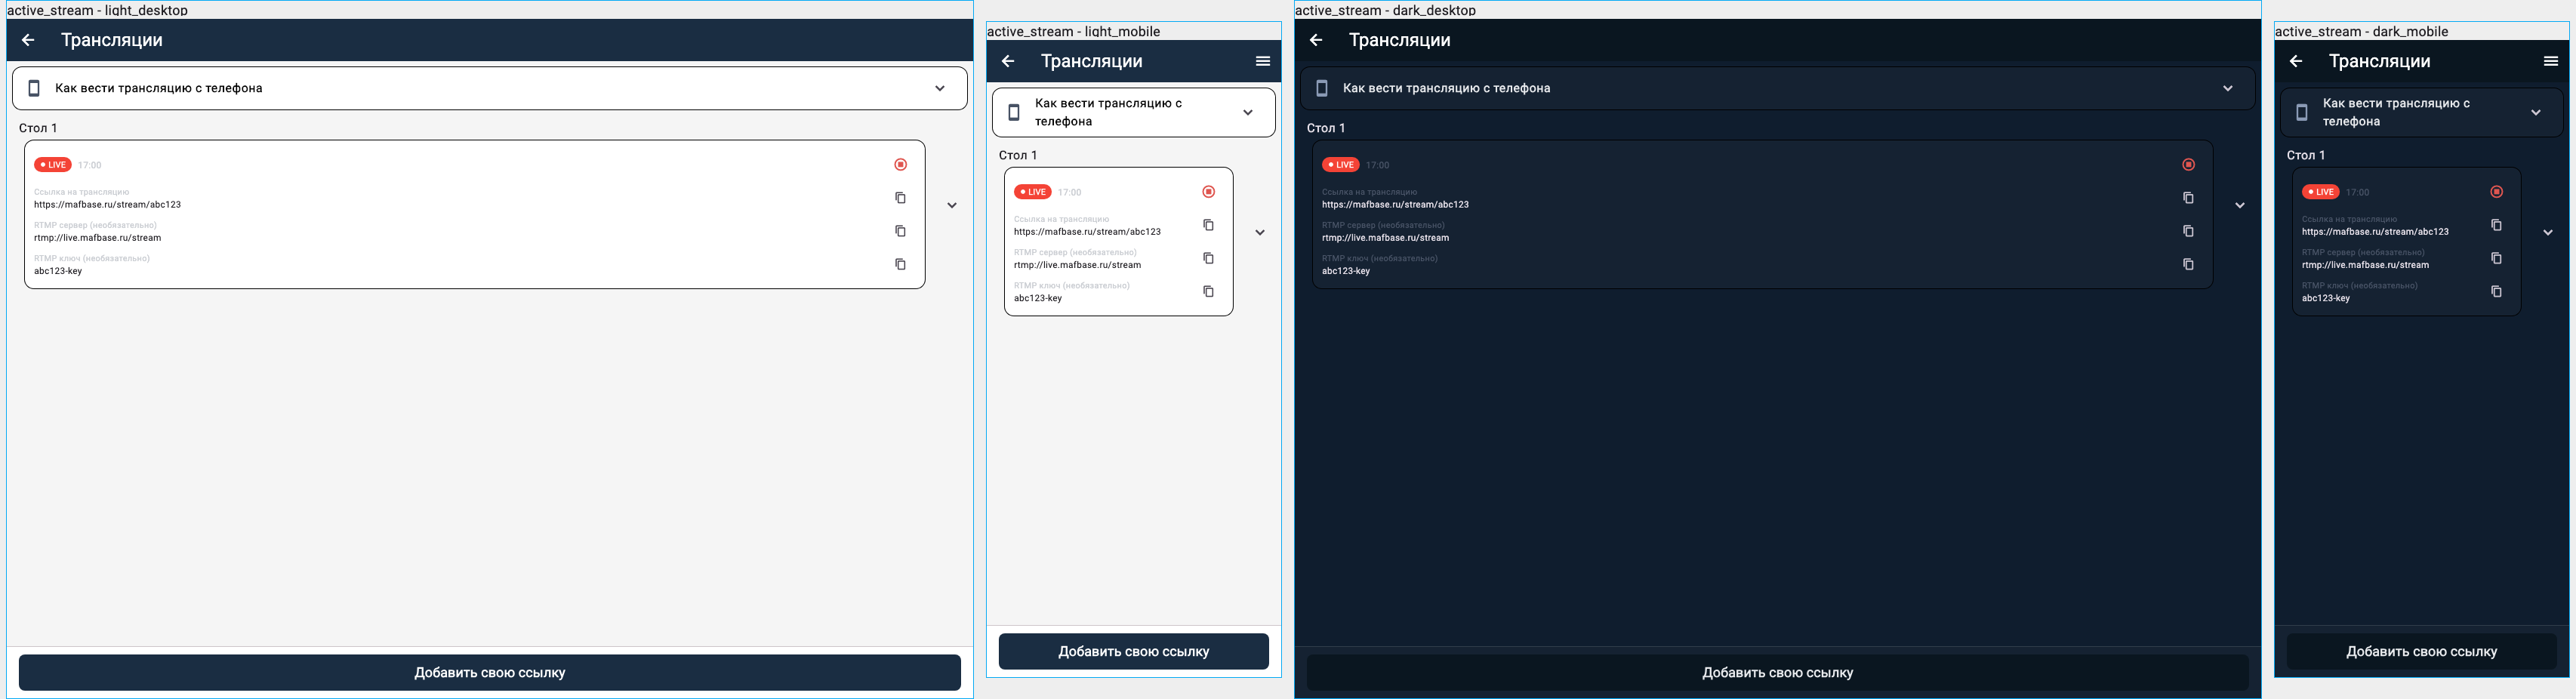 active_stream - light_desktop
Трансляции
Как вести трансляцию с телефона
Стол 1
LIVE 17:00
Ссылка на трансляцию
https://mafbase.ru/stream/abc123
RTMP сервер (необязательно)
rtmp://live.mafbase.ru/stream
RTMP ключ (необязательно)
abc123-key
Добавить свою ссылку
active_stream - light_mobile
Трансляции
Как вести трансляцию с
телефона
Стол 1
LIVE 17:00
Ссылка на трансляцию
https://mafbase.ru/stream/abc123
RTMP сервер (необязательно)
rtmp://live.mafbase.ru/stream
RTMP ключ (необязательно)
abc123-key
Добавить свою ссылку
active_stream - dark_desktop
Трансляции
Как вести трансляцию с телефона
Стол 1
LIVE 17:00
Ссылка на трансляцию
https://mafbase.ru/stream/abc123
RTMP сервер (необязательно)
rtmp://live.mafbase.ru/stream
RTMP ключ (необязательно)
abc123-key
Добавить свою ссылку
active_stream - dark_mobile
Трансляции
Как вести трансляцию с
телефона
Стол 1
LIVE 17:00
Ссылка на трансляцию
https://mafbase.ru/stream/abc123
RTMP сервер (необязательно)
rtmp://live.mafbase.ru/stream
RTMP ключ (необязательно)
abc123-key
Добавить свою ссылку